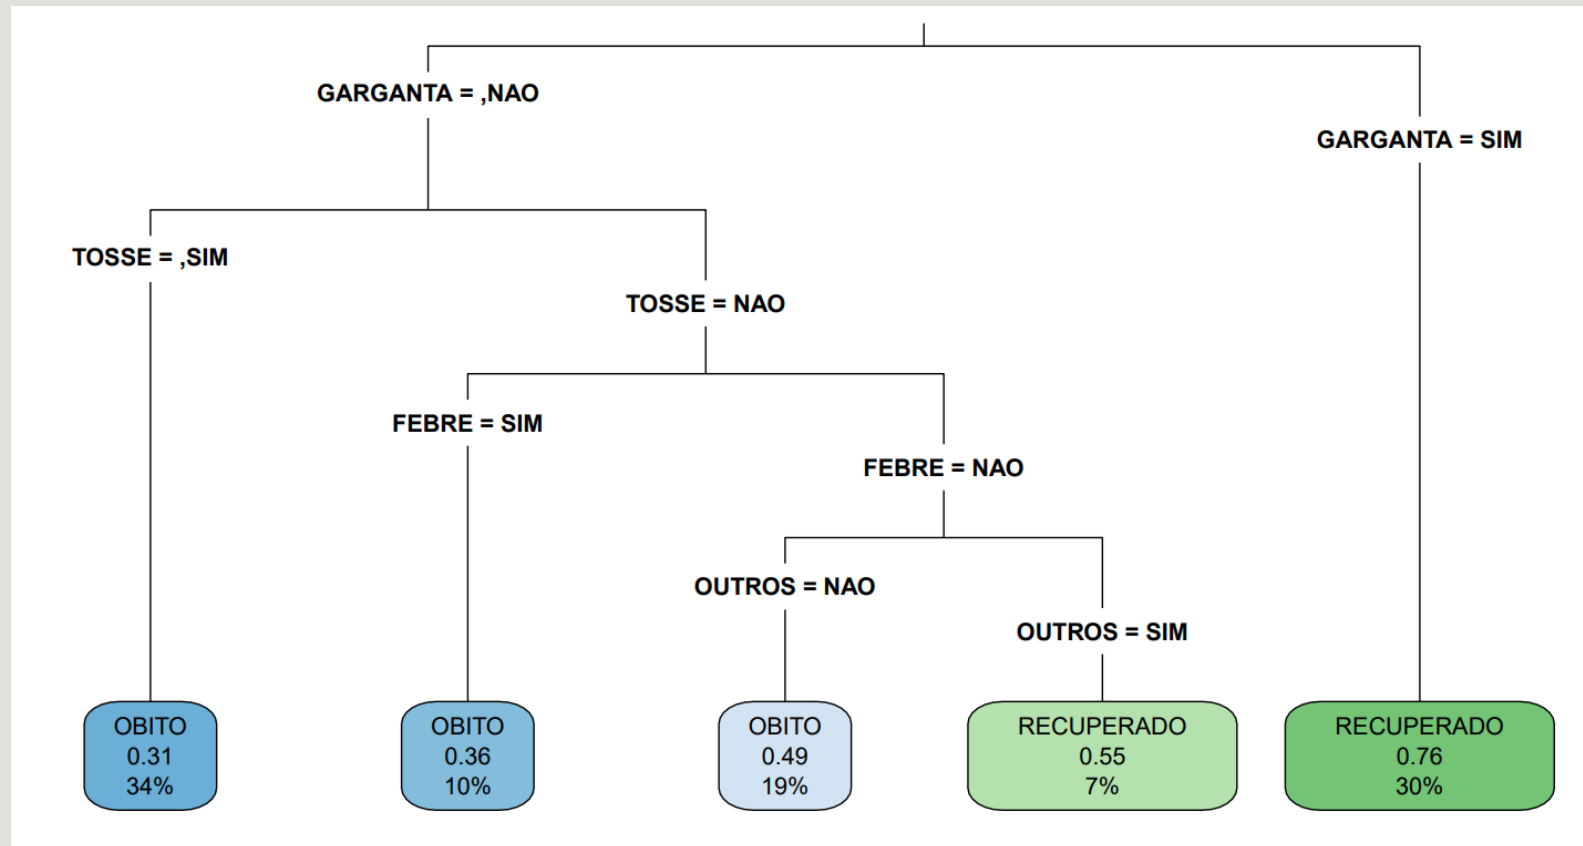 GARGANTA = ,NAO
GARGANTA = SIM
TOSSE = ,SIM
TOSSE = NAO
FEBRE = SIM
FEBRE = NAO
OUTROS = NAO
OUTROS = SIM
OBITO
0.31
34%
OBITO
0.36
10%
OBITO
0.49
19%
RECUPERADO
0.55
7%
RECUPERADO
0.76
30%